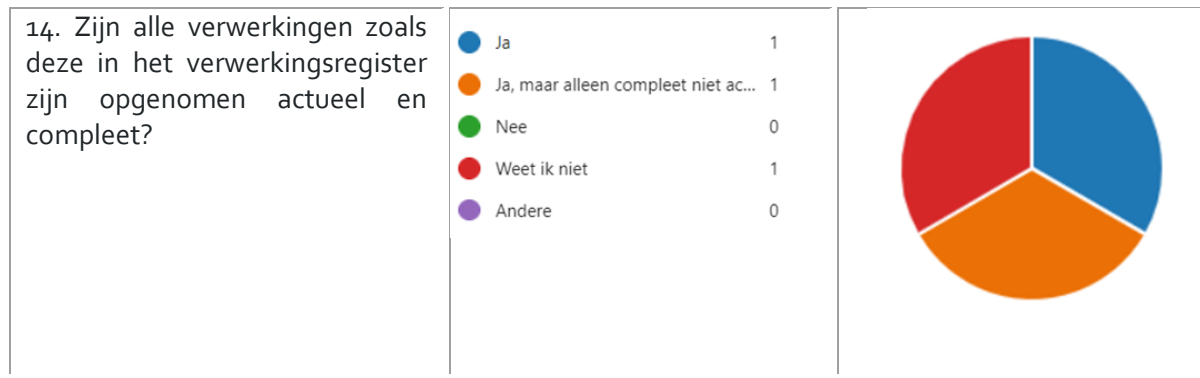 14. Zijn alle verwerkingen zoals
deze in het verwerkingsregister
zijn opgenomen actueel en
compleet?
Ja 1
Ja, maar alleen compleet niet ac... 1
Nee 0
Weet ik niet 1
Andere 0